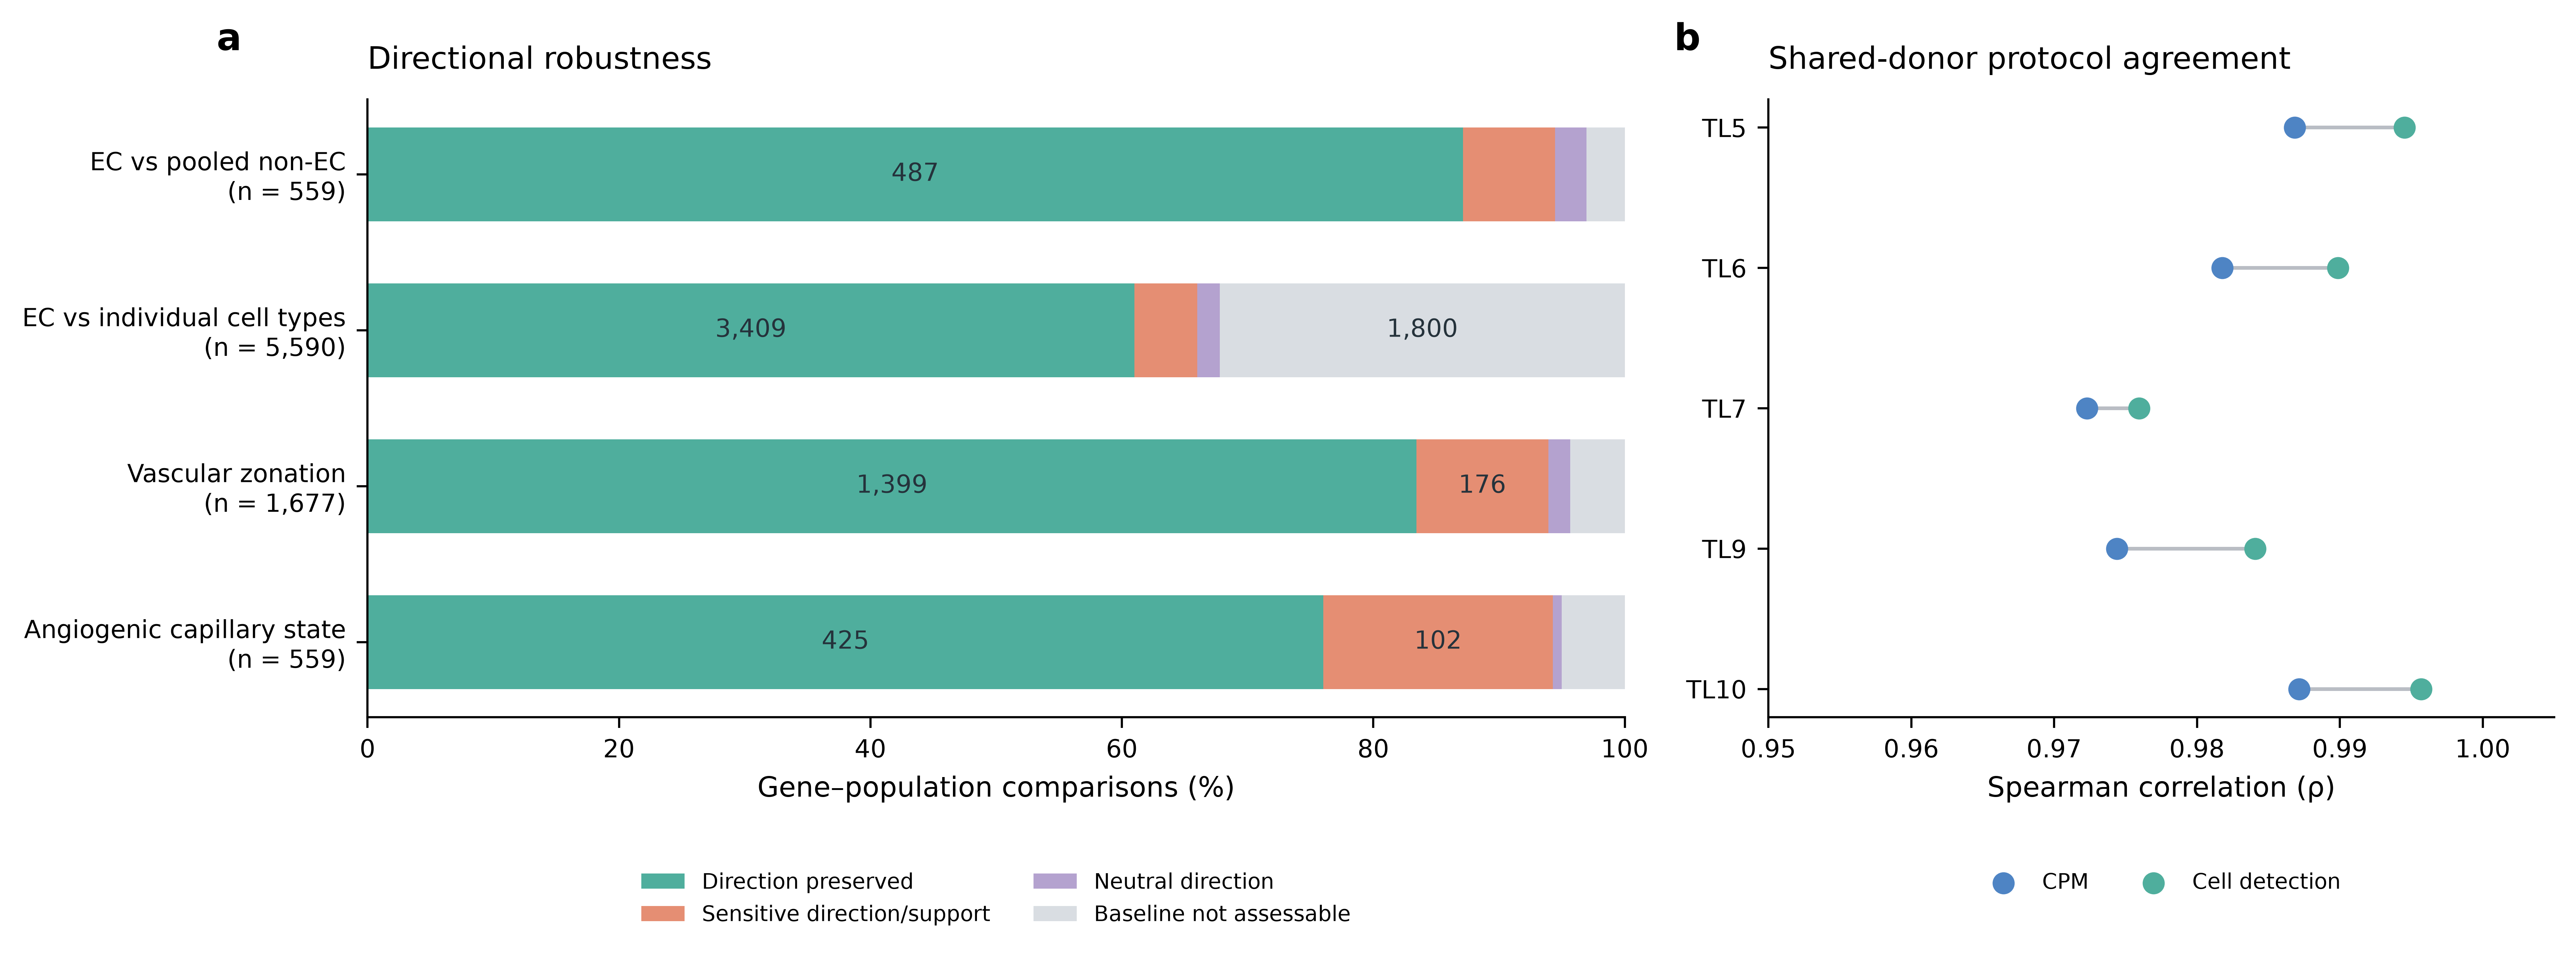 a
Directional robustness
EC vs pooled non-EC
(n = 559)
487
EC vs individual cell types
(n = 5,590)
3,409
1,800
Vascular zonation
(n = 1,677)
1,399
176
Angiogenic capillary state
(n = 559)
425
102
0 20 40 60 80 100
Gene–population comparisons (%)
Direction preserved
Sensitive direction/support
Neutral direction
Baseline not assessable
b
Shared-donor protocol agreement
TL5
TL6
TL7
TL9
TL10
0.95 0.96 0.97 0.98 0.99 1.00
Spearman correlation (ρ)
CPM
Cell detection